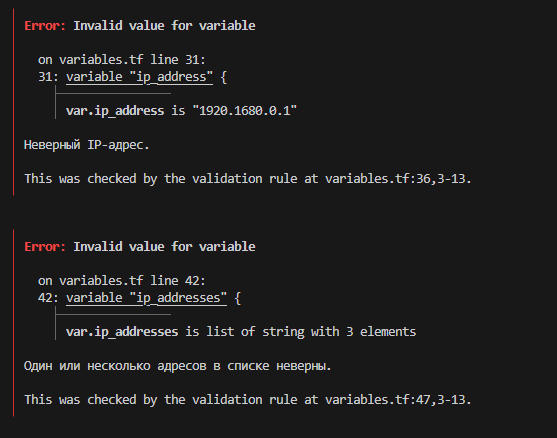 Error: Invalid value for variable
on variables.tf line 31:
31: variable "ip_address" {
var.ip_address is "1920.1680.0.1"
Неверный IP-адрес.
This was checked by the validation rule at variables.tf:36,3-13.
Error: Invalid value for variable
on variables.tf line 42:
42: variable "ip_addresses" {
var.ip_addresses is list of string with 3 elements
Один или несколько адресов в списке неверны.
This was checked by the validation rule at variables.tf:47,3-13.